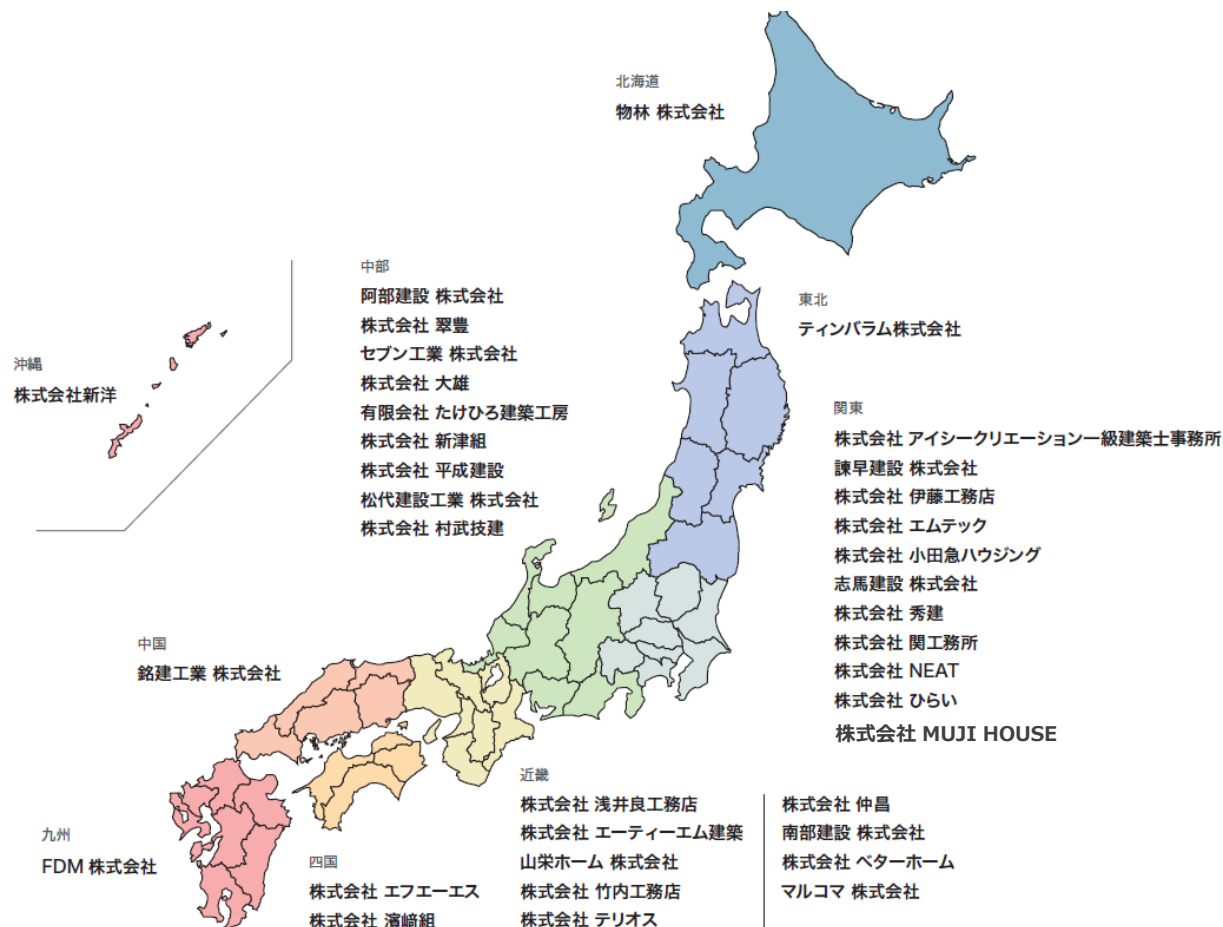 北海道
物林 株式会社
中部
阿部建設 株式会社
株式会社 翠豊
セブン工業 株式会社
株式会社 大雄
有限会社 たけひろ建築工房
株式会社 新津組
株式会社 平成建設
松代建設工業 株式会社
株式会社 村武技建
東北
ティンバラム株式会社
沖縄
株式会社新洋
関東
株式会社 アイシークリエーション一級建築士事務所
諫早建設 株式会社
株式会社 伊藤工務店
株式会社 エムテック
株式会社 小田急ハウジング
志馬建設 株式会社
株式会社 秀建
株式会社 関工務所
株式会社 NEAT
株式会社 ひらい
株式会社 MUJI HOUSE
中国
銘建工業 株式会社
近畿
株式会社 浅井良工務店
株式会社 エーティーエム建築
山栄ホーム 株式会社
株式会社 竹内工務店
株式会社 テリオス
株式会社 仲昌
南部建設 株式会社
株式会社 ベターホーム
マルコマ 株式会社
九州
FDM 株式会社
四国
株式会社 エフエーエス
株式会社 濱﨑組